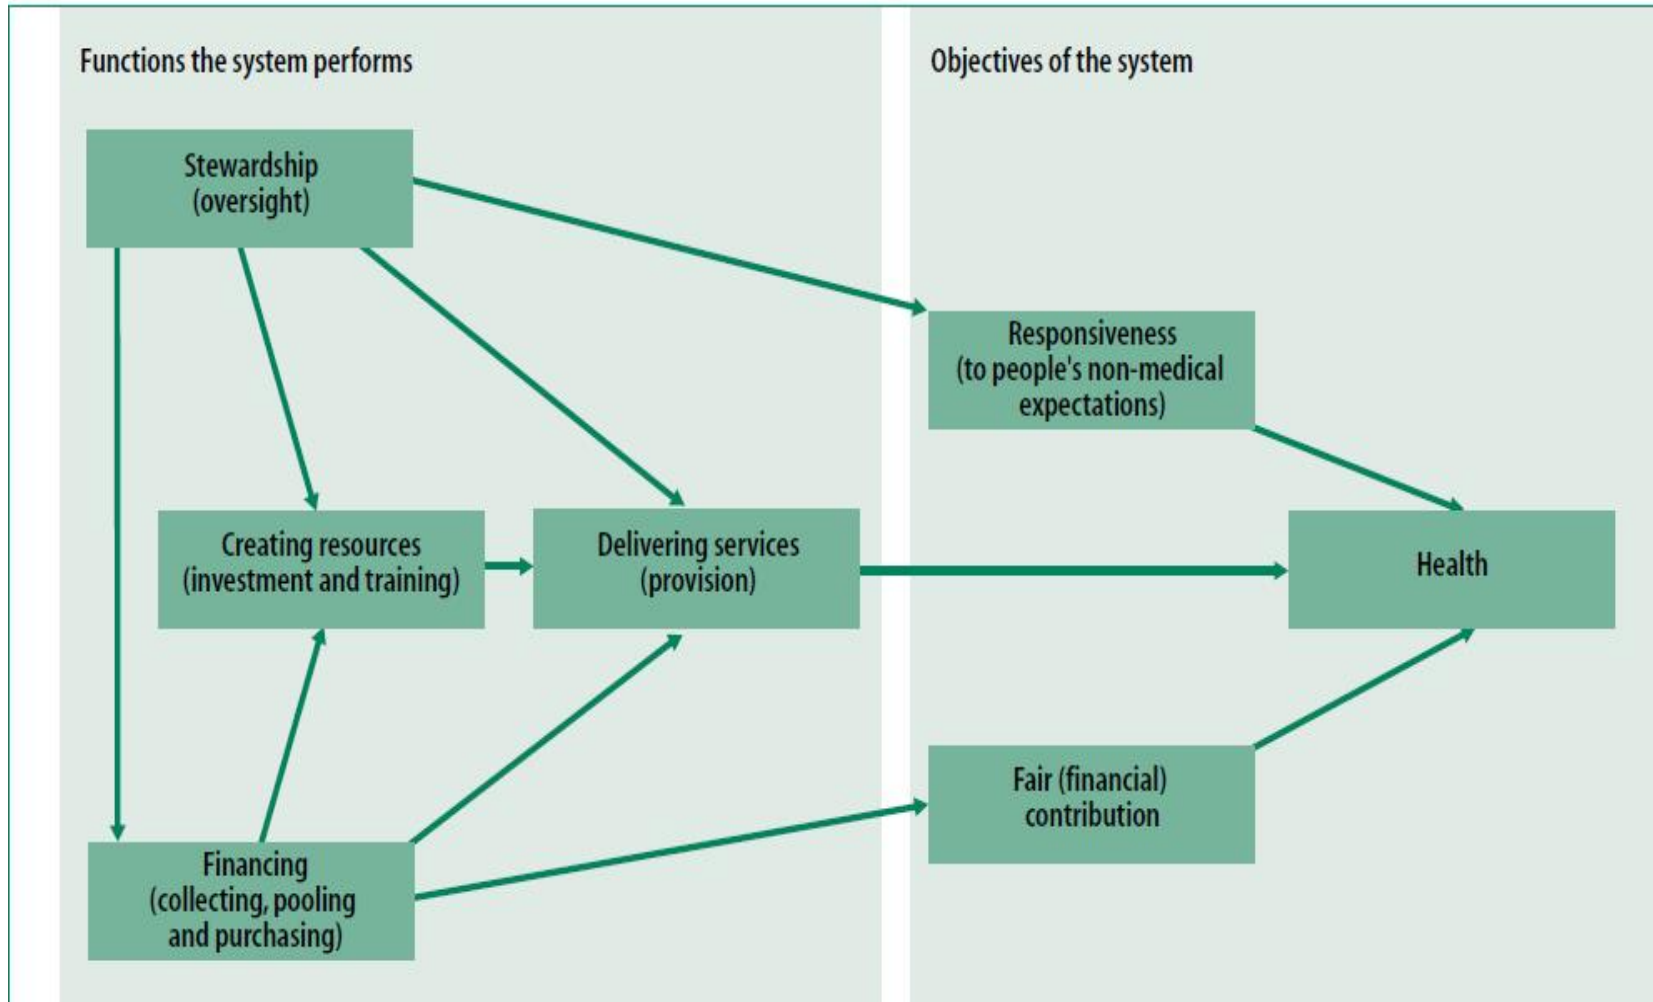 Functions the system performs
Objectives of the system
Stewardship
(oversight)
Responsiveness
(to people's non-medical
expectations)
Creating resources
(investment and training)
Delivering services
(provision)
Health
Fair (financial)
contribution
Financing
(collecting, pooling
and purchasing)